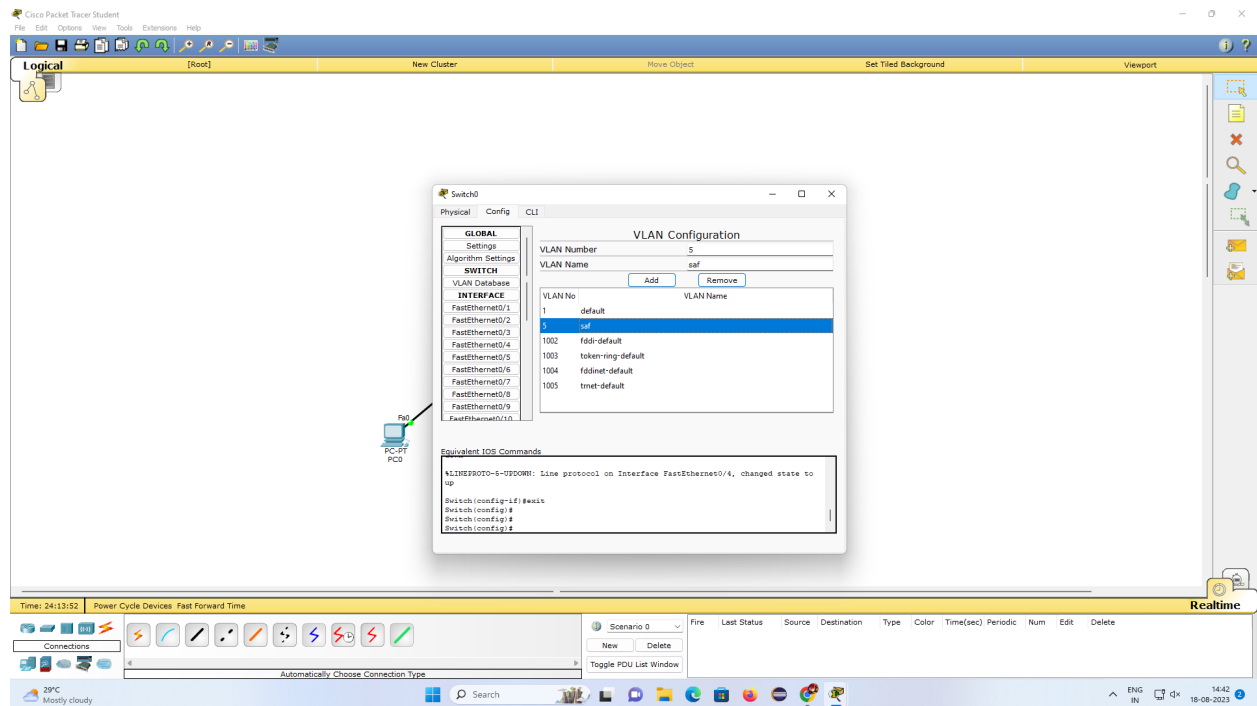 Cisco Packet Tracer Student
File Edit Options View Tools Extensions Help
Logical [Root] New Cluster Move Object Set Tiled Background Viewport
Switch0
Physical Config CLI
GLOBAL
Settings
Algorithm Settings
SWITCH
VLAN Database
INTERFACE
FastEthernet0/1
FastEthernet0/2
FastEthernet0/3
FastEthernet0/4
FastEthernet0/5
FastEthernet0/6
FastEthernet0/7
FastEthernet0/8
FastEthernet0/9
FastEthernet0/10
VLAN Configuration
VLAN Number 5
VLAN Name saf
Add Remove
VLAN No VLAN Name
1 default
5 saf
1002 fddi-default
1003 token-ring-default
1004 fddinet-default
1005 trnet-default
Equivalent IOS Commands
%LINEPROTO-5-UPDOWN: Line protocol on Interface FastEthernet0/4, changed state to
up
Switch(config-if)#exit
Switch(config)#
Switch(config)#
Switch(config)#
Fa0
PC-PT
PC0
Time: 24:13:52 Power Cycle Devices Fast Forward Time Realtime
Connections
Automatically Choose Connection Type
Scenario 0
New Delete
Toggle PDU List Window
Fire Last Status Source Destination Type Color Time(sec) Periodic Num Edit Delete
29°C
Mostly cloudy
Search
ENG
IN
14:42
18-08-2023
2